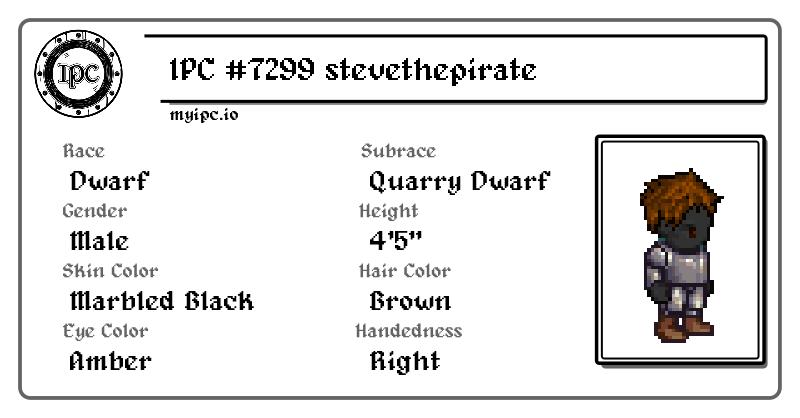 IPC
IPC #7299 stevethepirate
myipc.io
Race
Dwarf
Subrace
Quarry Dwarf
Gender
Male
Height
4'5"
Skin Color
Marbled Black
Hair Color
Brown
Eye Color
Amber
Handedness
Right